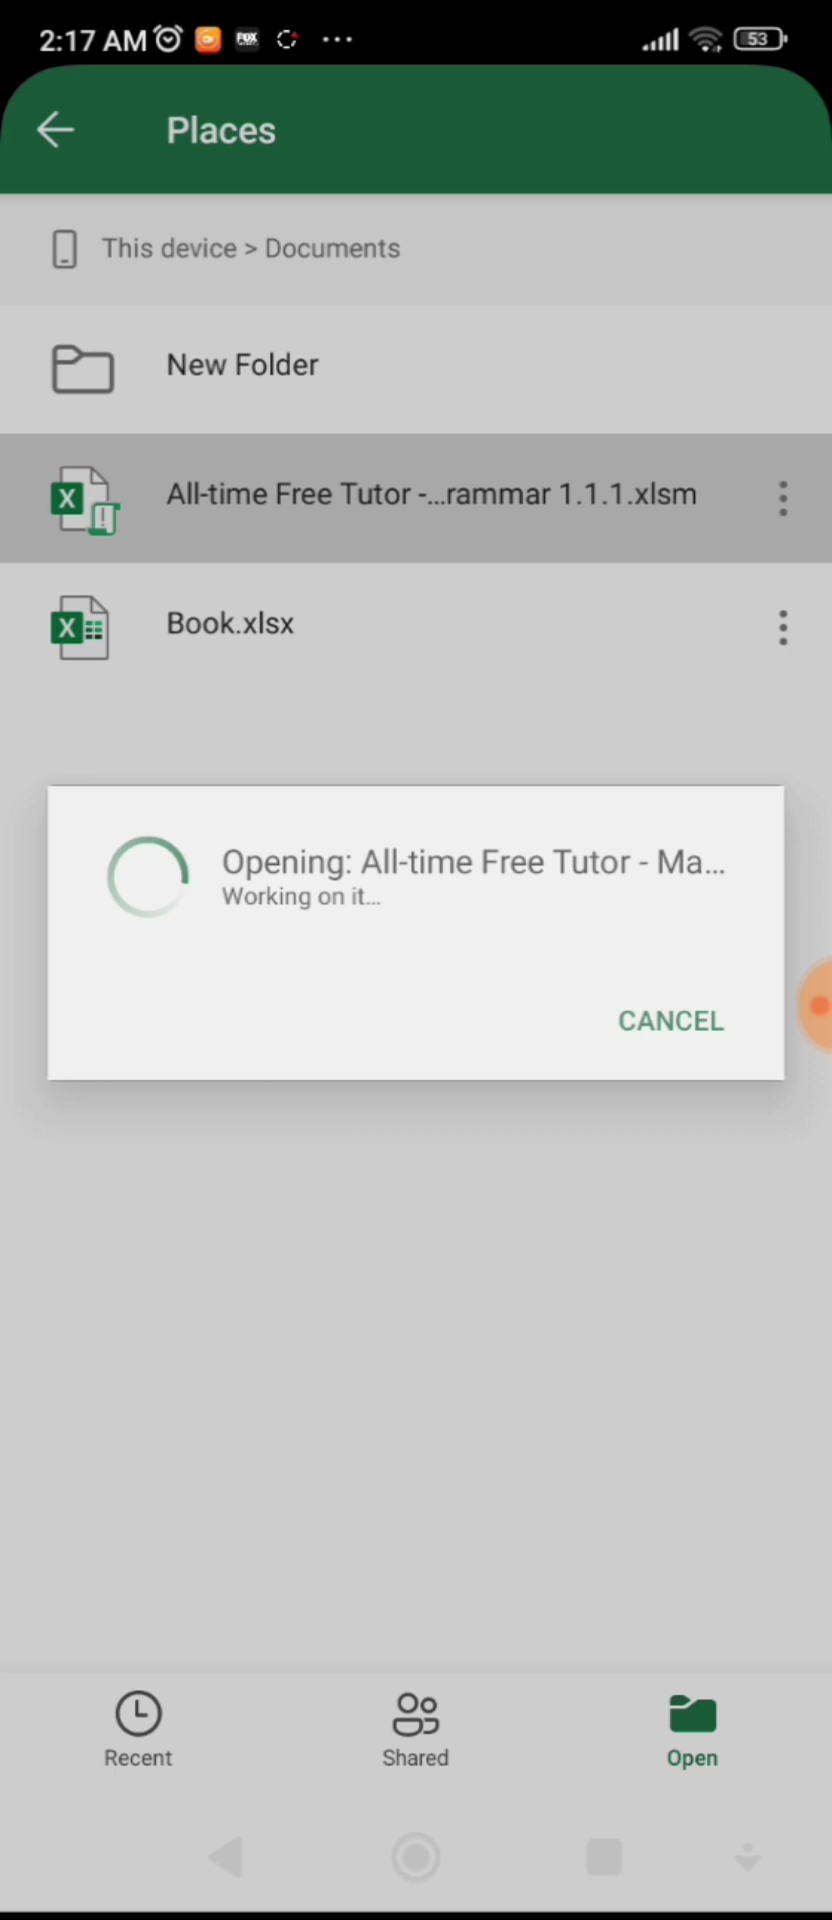 2:17 AM
53
Places
This device > Documents
New Folder
All-time Free Tutor -...rammar 1.1.1.xlsm
Book.xlsx
Opening: All-time Free Tutor - Ma...
Working on it...
CANCEL
Recent
Shared
Open